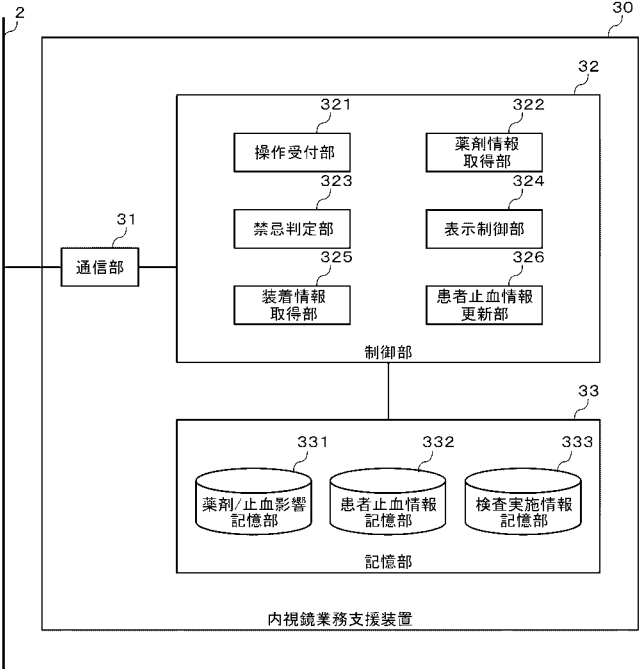 2
30
32
321
操作受付部
322
薬剤情報
取得部
323
禁忌判定部
324
表示制御部
31
通信部
325
装着情報
取得部
326
患者止血情報
更新部
制御部
33
331
薬剤/止血影響
記憶部
332
患者止血情報
記憶部
333
検査実施情報
記憶部
記憶部
内視鏡業務支援装置